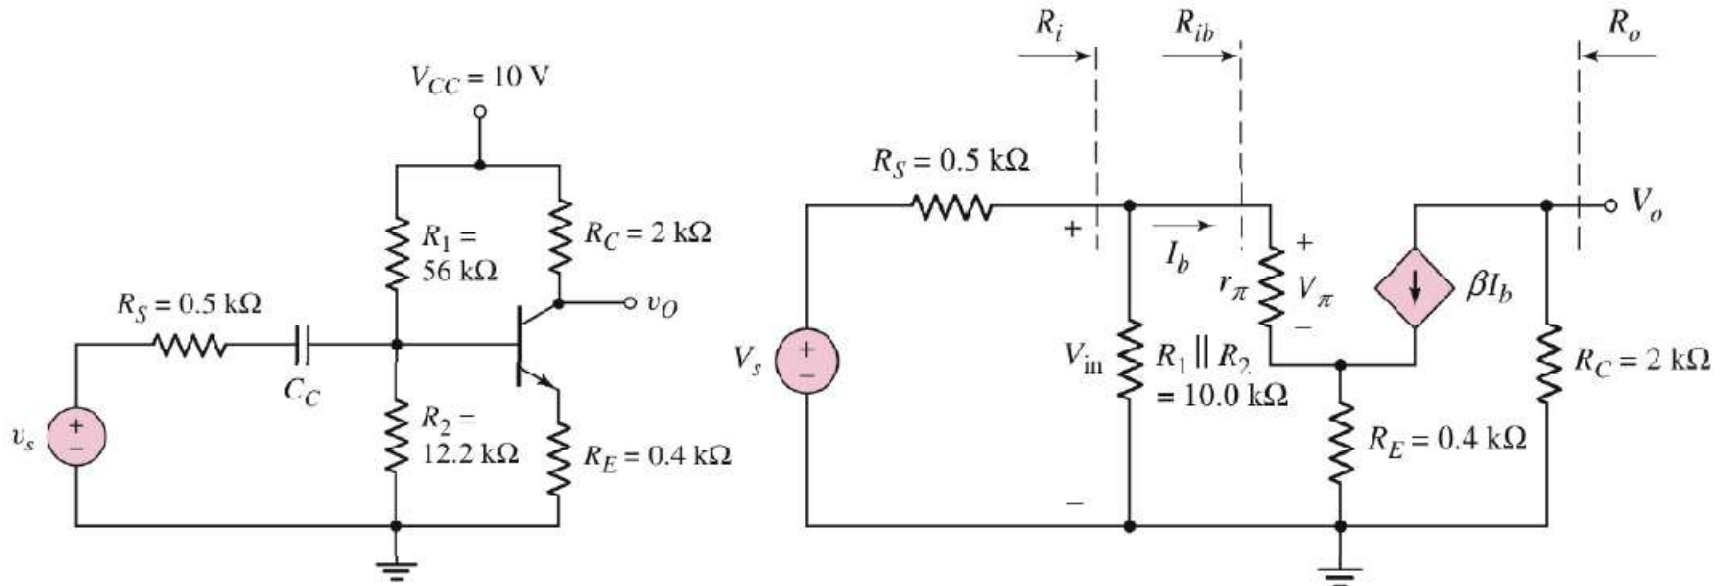 V_CC = 10 V
R_1 =
56 kΩ
R_C = 2 kΩ
R_S = 0.5 kΩ
v_O
C_C
R_2 =
12.2 kΩ
v_s
+
−
R_E = 0.4 kΩ
R_i
R_ib
R_o
R_S = 0.5 kΩ
V_o
+
I_b
r_π
+
V_π
−
βI_b
V_s
+
−
V_in
R_1 || R_2
= 10.0 kΩ
R_C = 2 kΩ
R_E = 0.4 kΩ
−